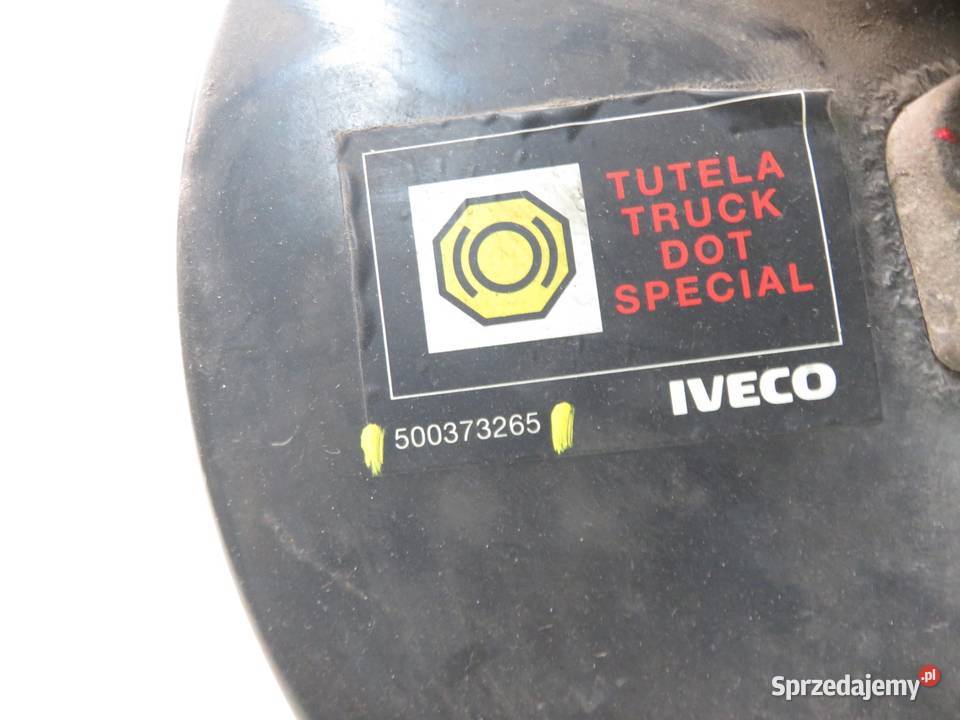 TUTELA
TRUCK
DOT
SPECIAL
IVECO
500373265
Sprzedajemy.pl